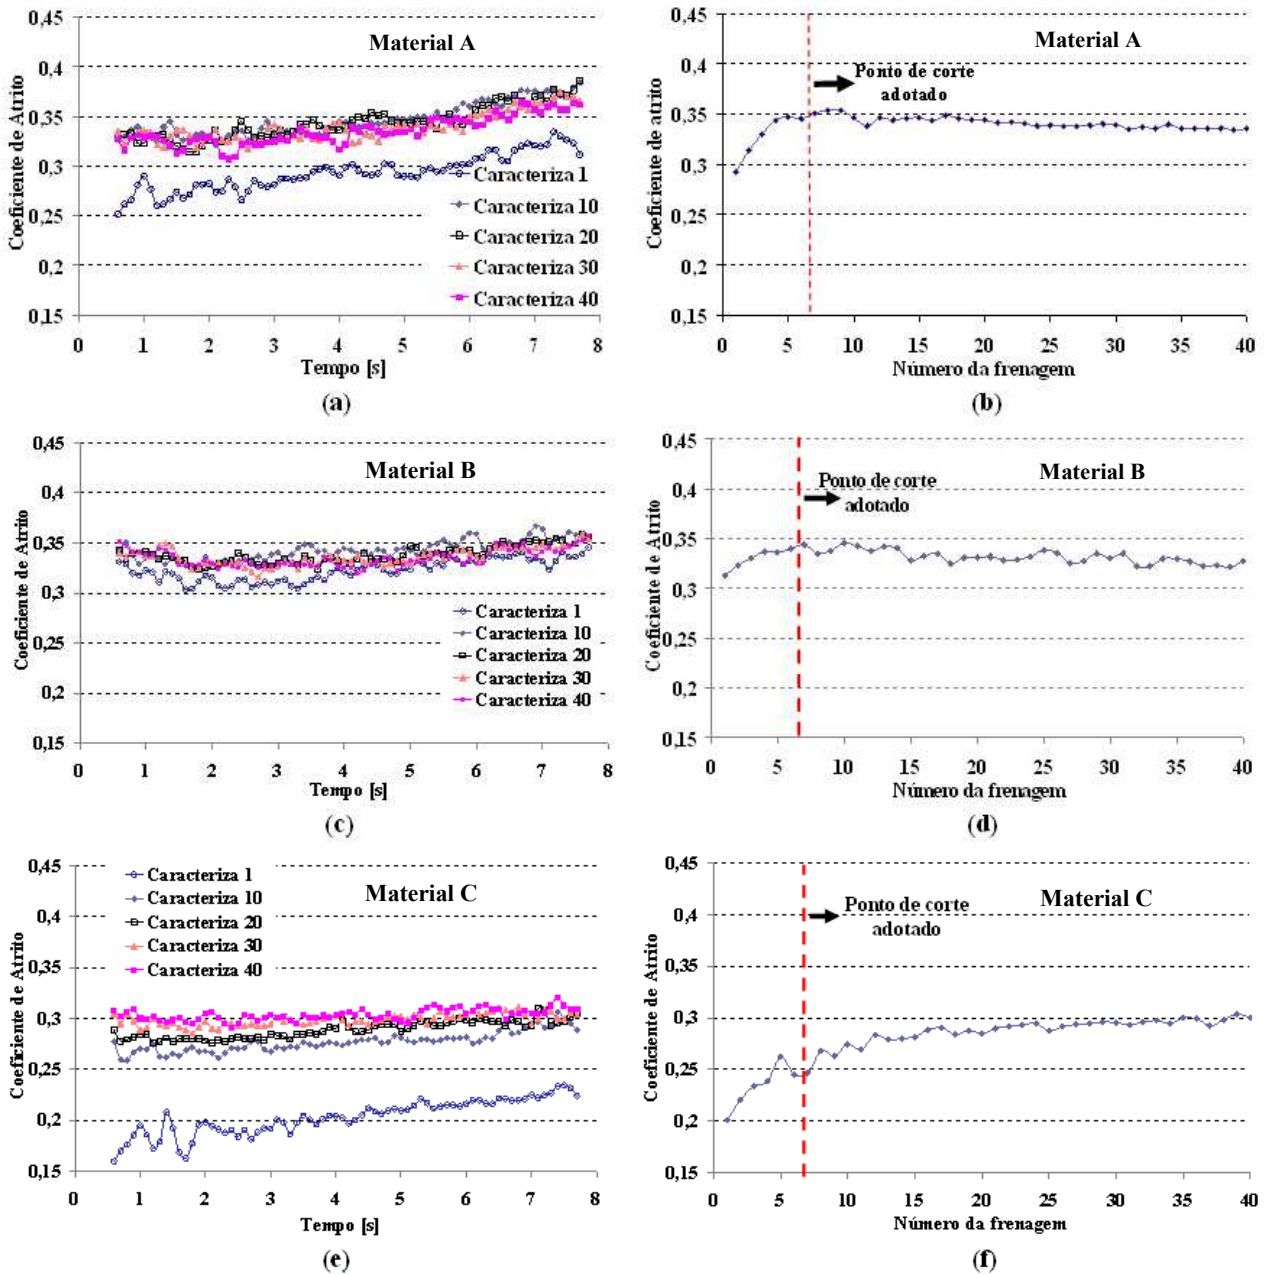 Material A
Coeficiente de Atrito
0,45
0,4
0,35
0,3
0,25
0,2
0,15
Caracteriza 1
Caracteriza 10
Caracteriza 20
Caracteriza 30
Caracteriza 40
0 1 2 3 4 5 6 7 8
Tempo [s]
(a)
Material A
Coeficiente de atrito
0,45
0,4
0,35
0,3
0,25
0,2
0,15
Ponto de corte
adotado
0 5 10 15 20 25 30 35 40
Número da frenagem
(b)
Material B
Coeficiente de Atrito
0,45
0,4
0,35
0,3
0,25
0,2
0,15
Caracteriza 1
Caracteriza 10
Caracteriza 20
Caracteriza 30
Caracteriza 40
0 1 2 3 4 5 6 7 8
Tempo [s]
(c)
Material B
Coeficiente de Atrito
0,45
0,4
0,35
0,3
0,25
0,2
0,15
Ponto de corte
adotado
0 5 10 15 20 25 30 35 40
Número da frenagem
(d)
Material C
Coeficiente de Atrito
0,45
0,4
0,35
0,3
0,25
0,2
0,15
Caracteriza 1
Caracteriza 10
Caracteriza 20
Caracteriza 30
Caracteriza 40
0 1 2 3 4 5 6 7 8
Tempo [s]
(e)
Material C
Coeficiente de Atrito
0,45
0,4
0,35
0,3
0,25
0,2
0,15
Ponto de corte
adotado
0 5 10 15 20 25 30 35 40
Número da frenagem
(f)